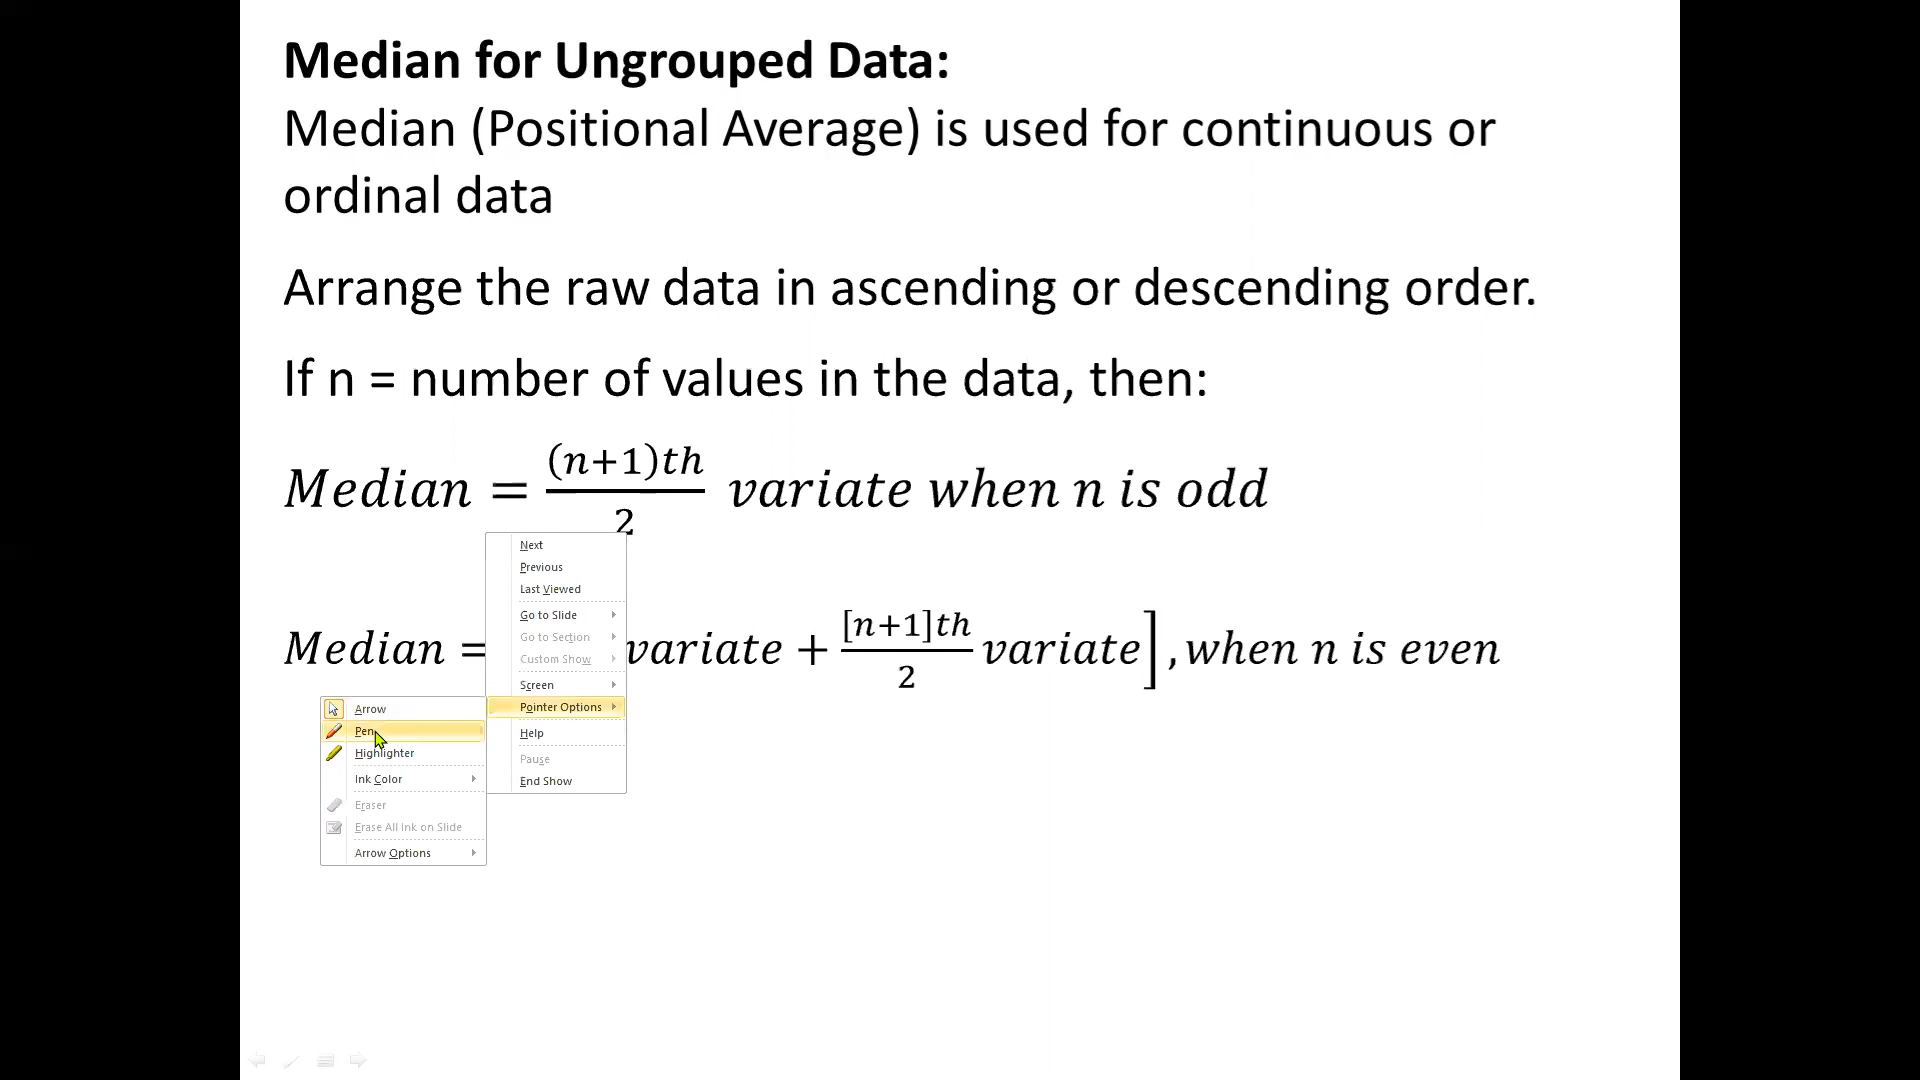 Median for Ungrouped Data:
Median (Positional Average) is used for continuous or
ordinal data
Arrange the raw data in ascending or descending order.
If n = number of values in the data, then:
Median = (n+1)th / 2 variate when n is odd
Median = variate + [n+1]th / 2 variate], when n is even
Next
Previous
Last Viewed
Go to Slide
Go to Section
Custom Show
Screen
Pointer Options
Help
Pause
End Show
Arrow
Pen
Highlighter
Ink Color
Eraser
Erase All Ink on Slide
Arrow Options